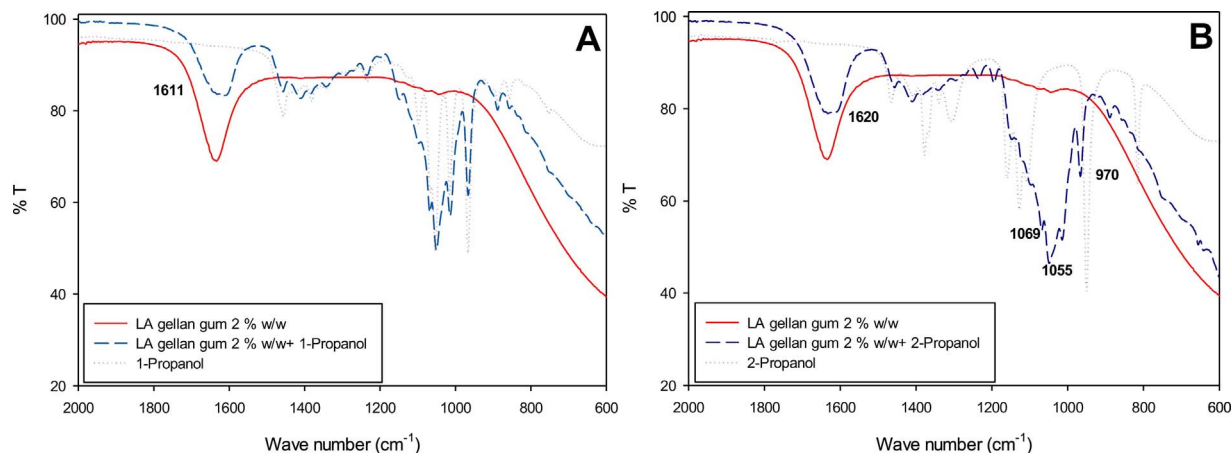 A
100
80
60
40
20
% T
1611
LA gellan gum 2 % w/w
LA gellan gum 2 % w/w+ 1-Propanol
1-Propanol
2000 1800 1600 1400 1200 1000 800 600
Wave number (cm-1)
B
100
80
60
40
20
% T
1620
970
1069
1055
LA gellan gum 2 % w/w
LA gellan gum 2 % w/w+ 2-Propanol
2-Propanol
2000 1800 1600 1400 1200 1000 800 600
Wave number (cm-1)